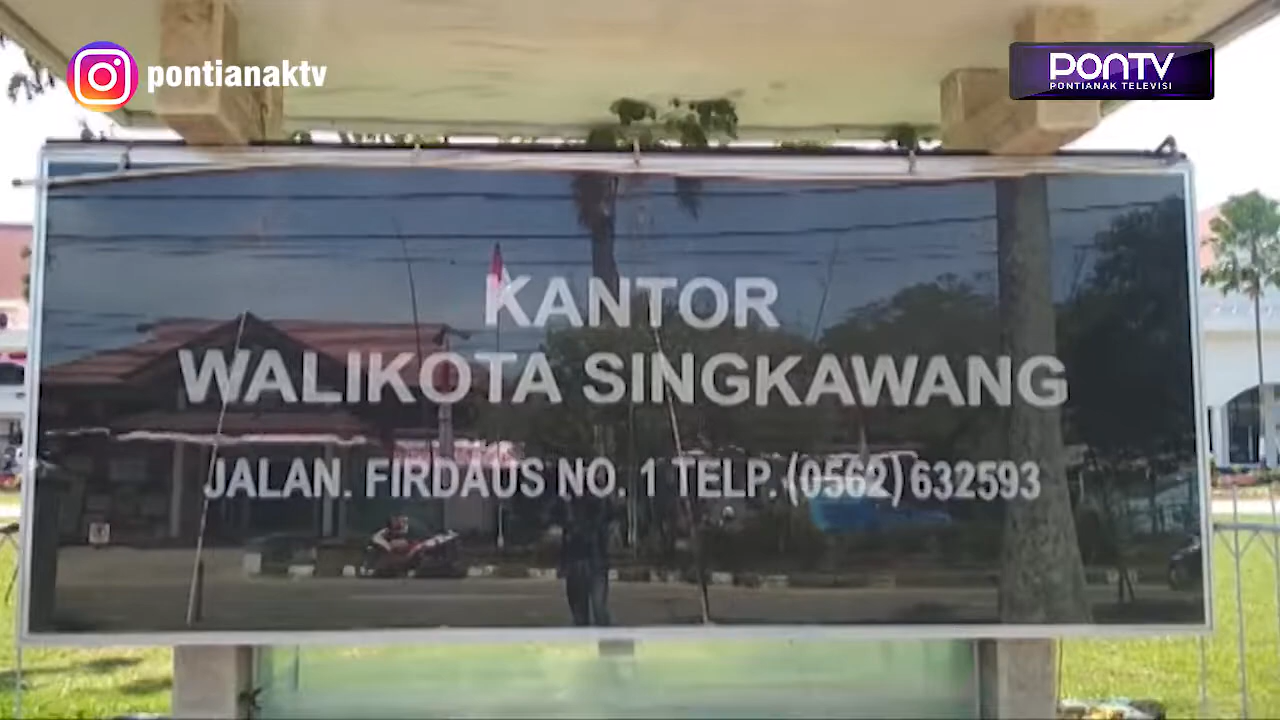 pontianaktv
PONTV
PONTIANAK TELEVISI
KANTOR
WALIKOTA SINGKAWANG
JALAN. FIRDAUS NO. 1 TELP. (0562) 632593